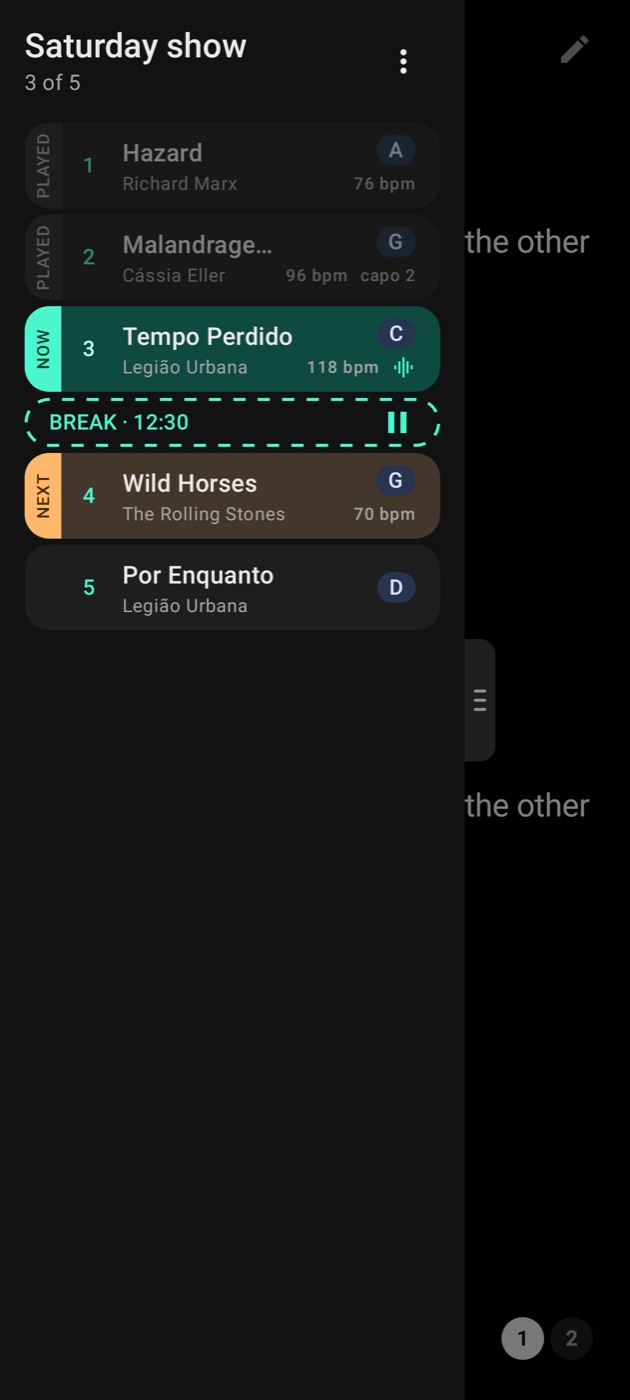 Saturday show
3 of 5
PLAYED
1
Hazard
A
Richard Marx
76 bpm
PLAYED
2
Malandrage…
G
Cássia Eller
96 bpm capo 2
NOW
3
Tempo Perdido
C
Legião Urbana
118 bpm
BREAK · 12:30
NEXT
4
Wild Horses
G
The Rolling Stones
70 bpm
5
Por Enquanto
D
Legião Urbana
the other
the other
1
2